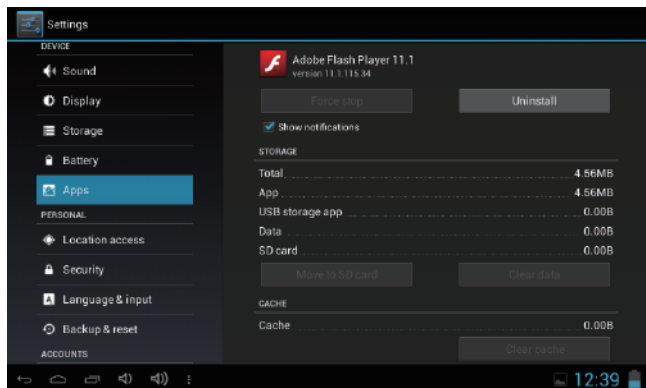 Settings
DEVICE
Sound
Display
Storage
Battery
Apps
PERSONAL
Location access
Security
Language & input
Backup & reset
ACCOUNTS
Adobe Flash Player 11.1
version 11.1.115.34
Force stop
Uninstall
Show notifications
STORAGE
Total 4.56MB
App 4.56MB
USB storage app 0.00B
Data 0.00B
SD card 0.00B
Move to SD card
Clear data
CACHE
Cache 0.00B
Clear cache
12:39